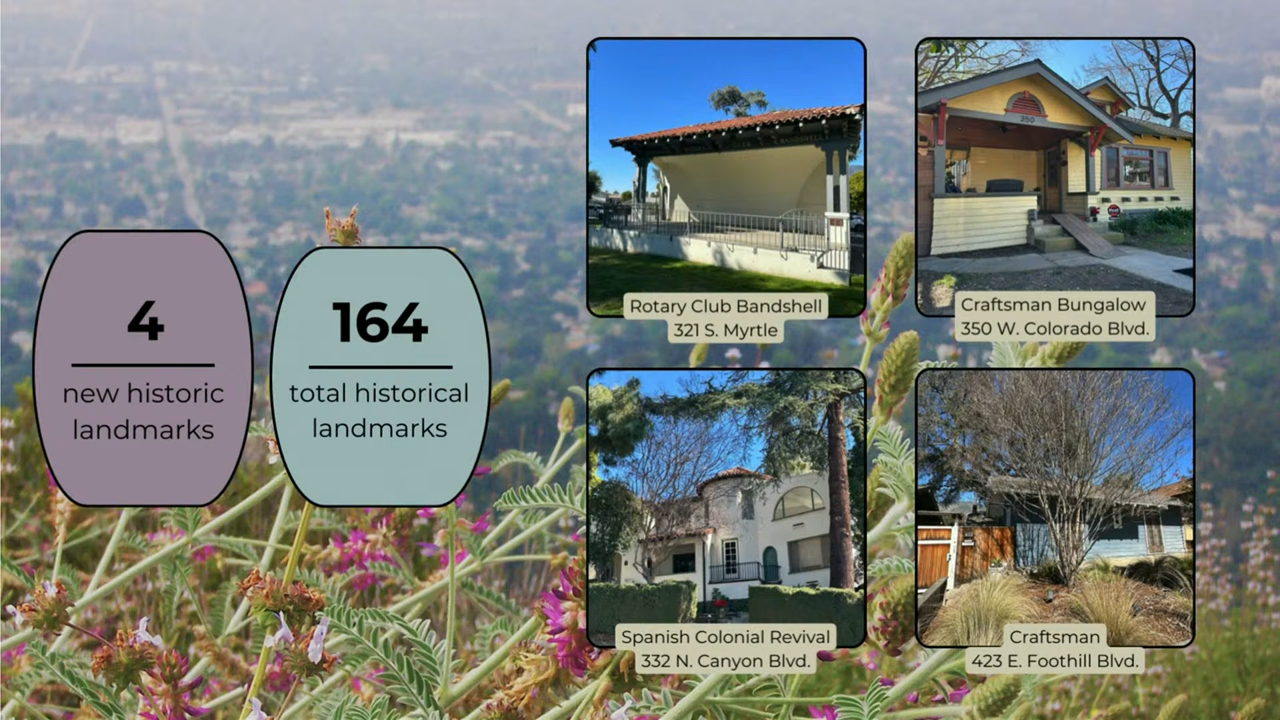 4
new historic
landmarks
164
total historical
landmarks
Rotary Club Bandshell
321 S. Myrtle
350
Craftsman Bungalow
350 W. Colorado Blvd.
Spanish Colonial Revival
332 N. Canyon Blvd.
Craftsman
423 E. Foothill Blvd.